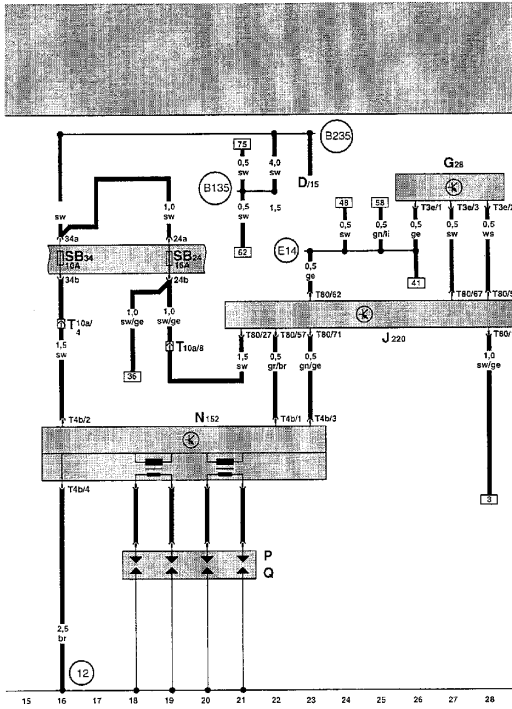 B235
75
0,5
sw
4,0
sw
D/15
G28
B135
0,5
sw
1,5
sw
1,0
sw
48
58
T3e/1
T3e/3
T3e/2
34a
24a
0,5
sw
0,5
gn/li
0,5
ge
0,5
sw
0,5
ws
SB34
10A
SB24
15A
62
E14
41
34b
24b
0,5
ge
T80/62
T80/67
1,0
sw/ge
1,0
sw/ge
T10a/
4
T10a/8
J220
T80/27
T80/57
T80/71
1,5
sw
36
1,5
sw
0,5
gr/br
0,5
gn/ge
1,0
sw/ge
T4b/2
N152
T4b/1
T4b/3
T4b/4
3
P
Q
2,5
br
12
15 16 17 18 19 20 21 22 23 24 25 26 27 28